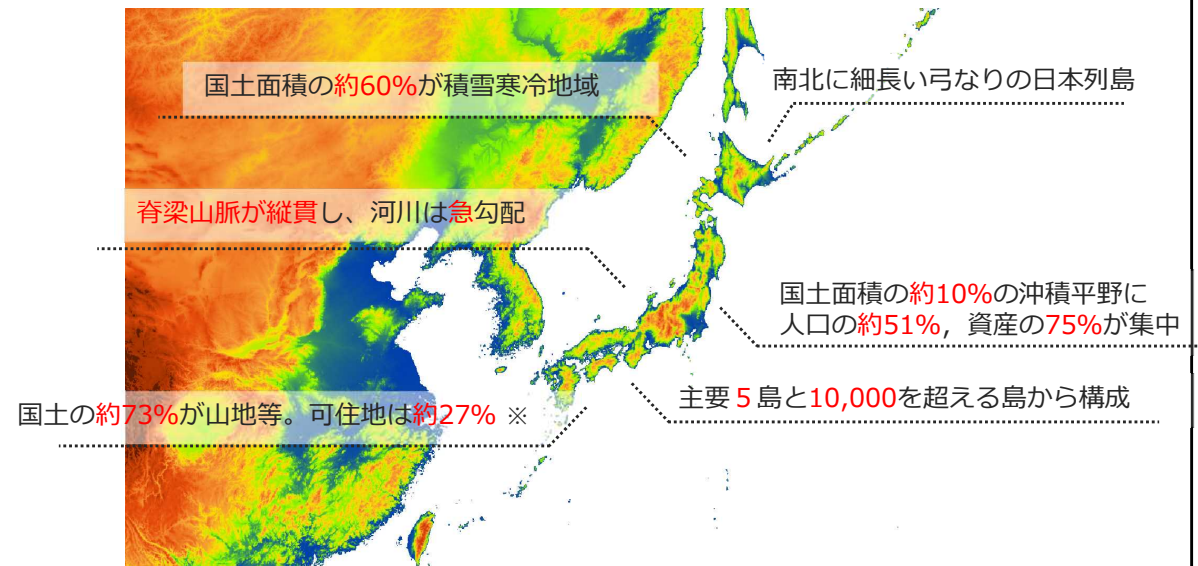 国土面積の約60%が積雪寒冷地域
南北に細長い弓なりの日本列島
脊梁山脈が縦貫し、河川は急勾配
国土面積の約10%の沖積平野に
人口の約51%，資産の75%が集中
主要５島と10,000を超える島から構成
国土の約73%が山地等。可住地は約27% ※